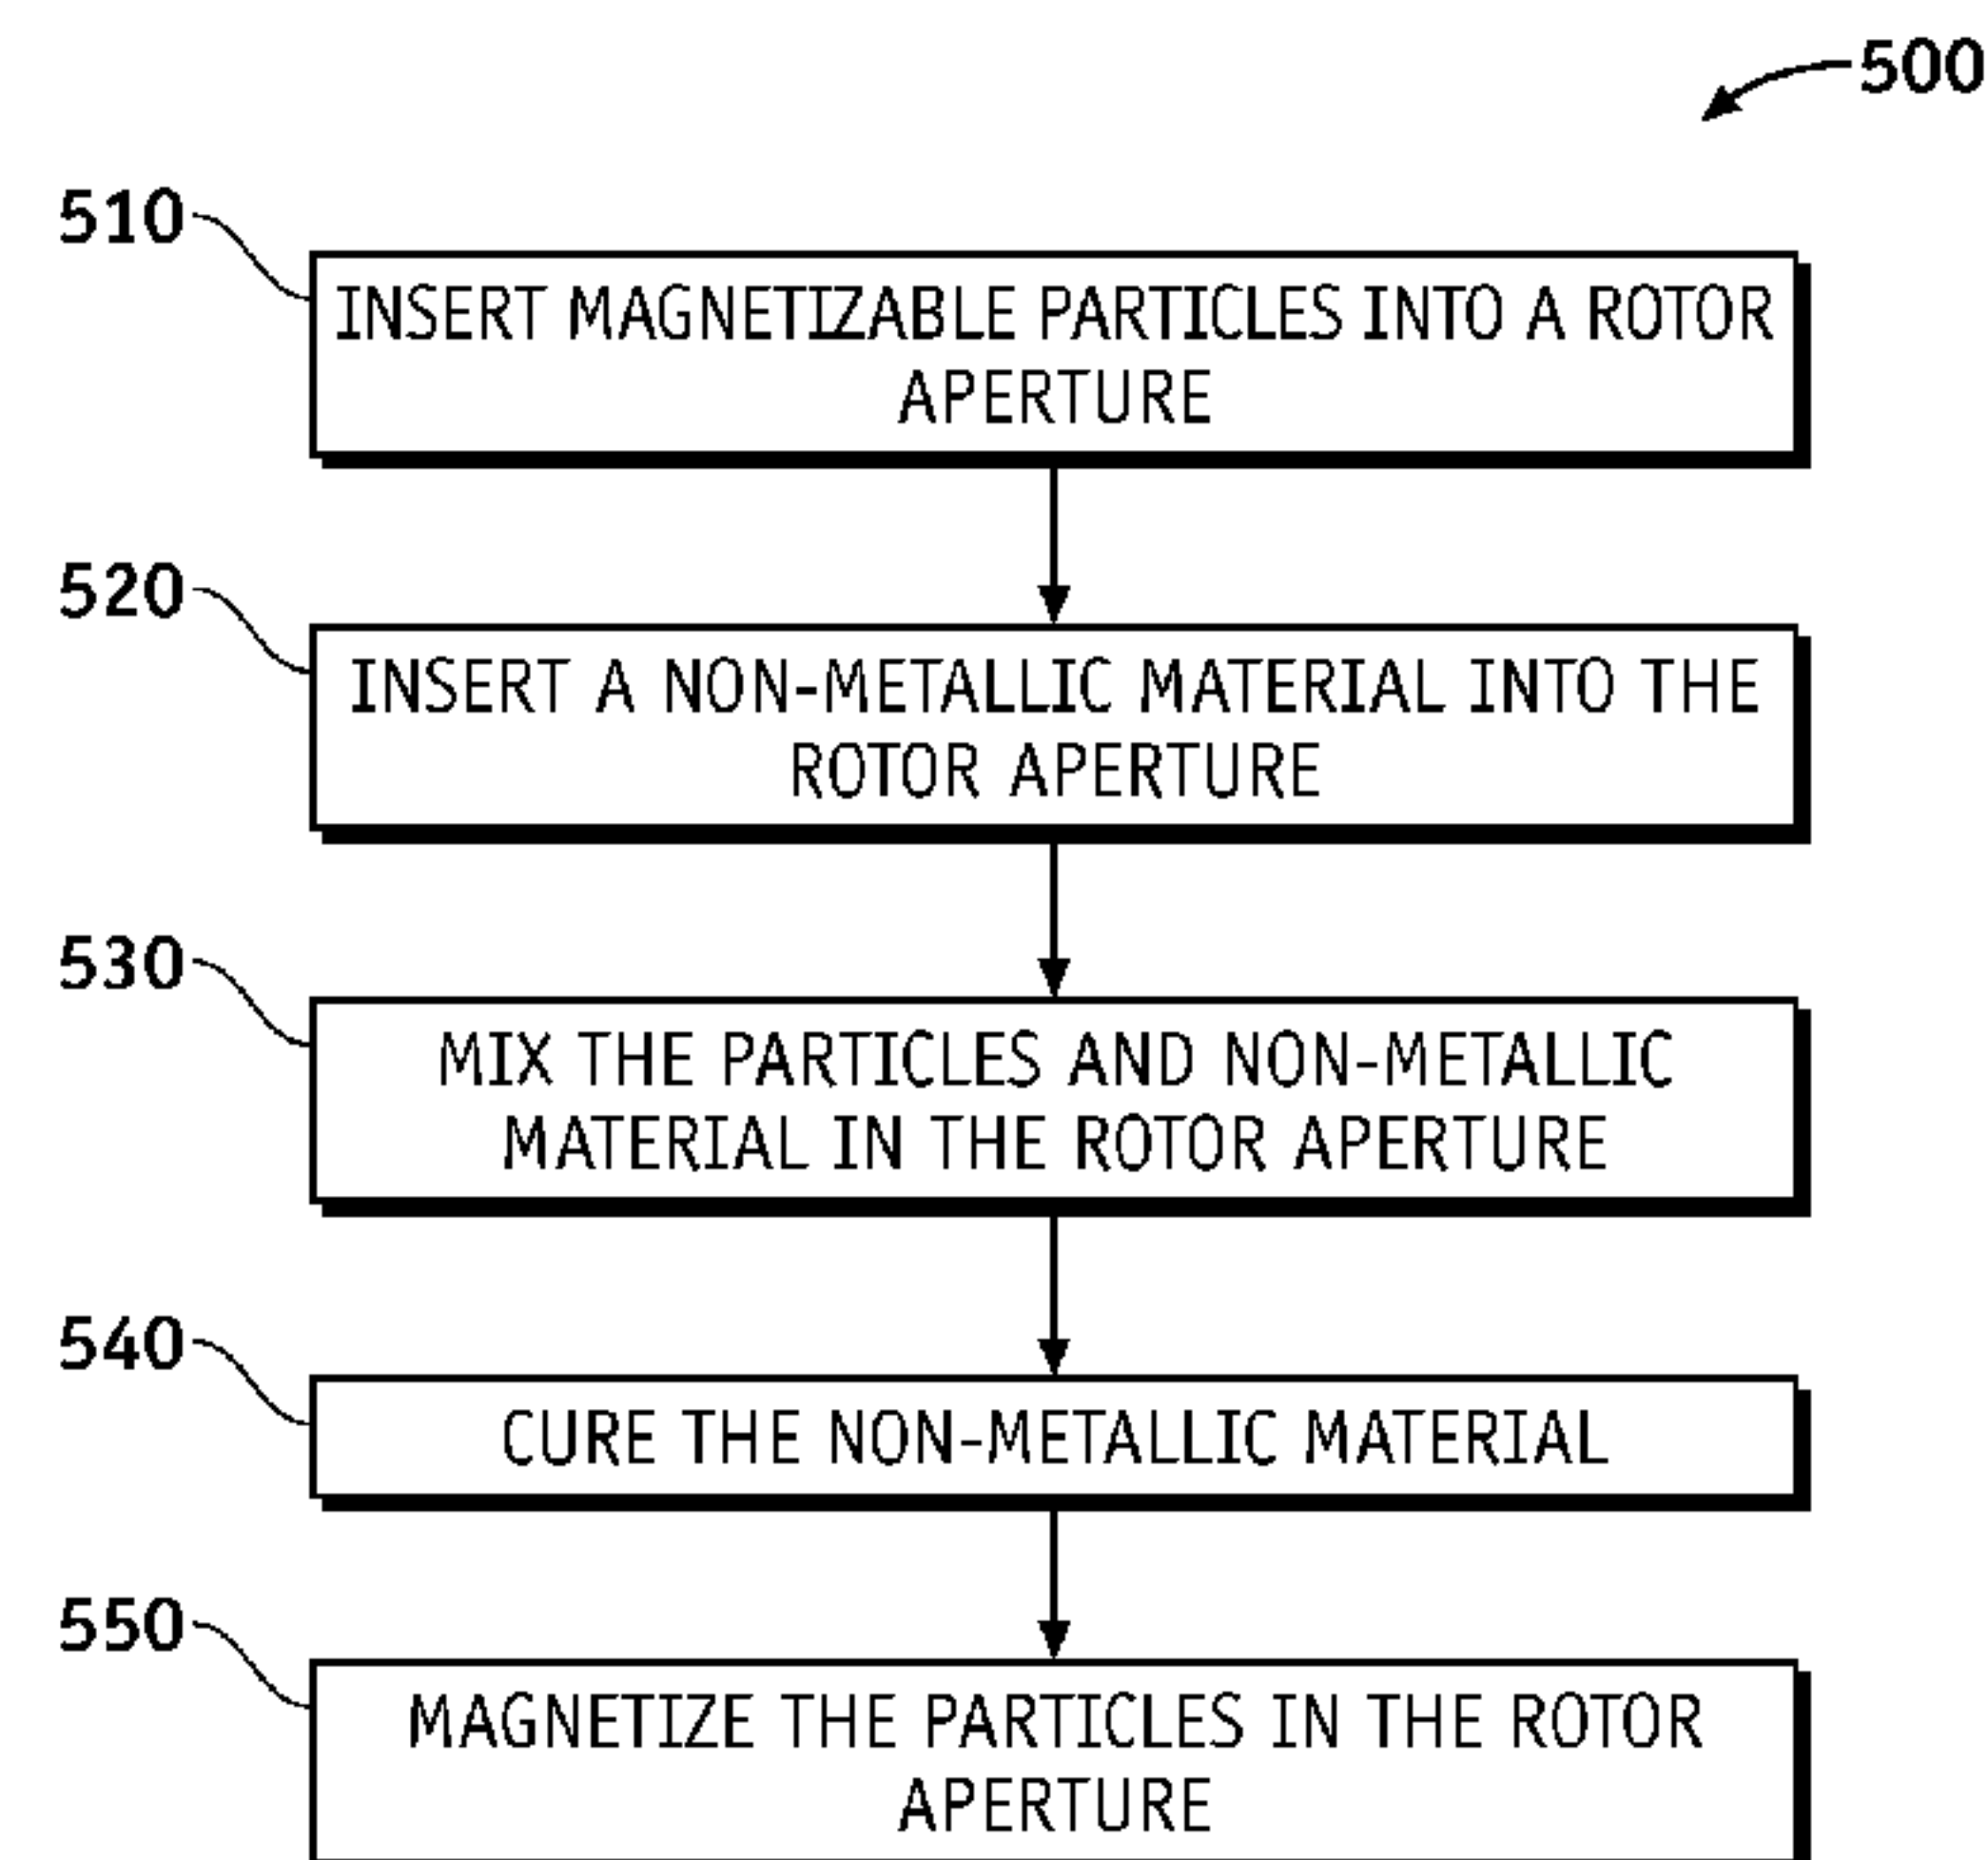 500
510
INSERT MAGNETIZABLE PARTICLES INTO A ROTOR
APERTURE
520
INSERT A NON-METALLIC MATERIAL INTO THE
ROTOR APERTURE
530
MIX THE PARTICLES AND NON-METALLIC
MATERIAL IN THE ROTOR APERTURE
540
CURE THE NON-METALLIC MATERIAL
550
MAGNETIZE THE PARTICLES IN THE ROTOR
APERTURE